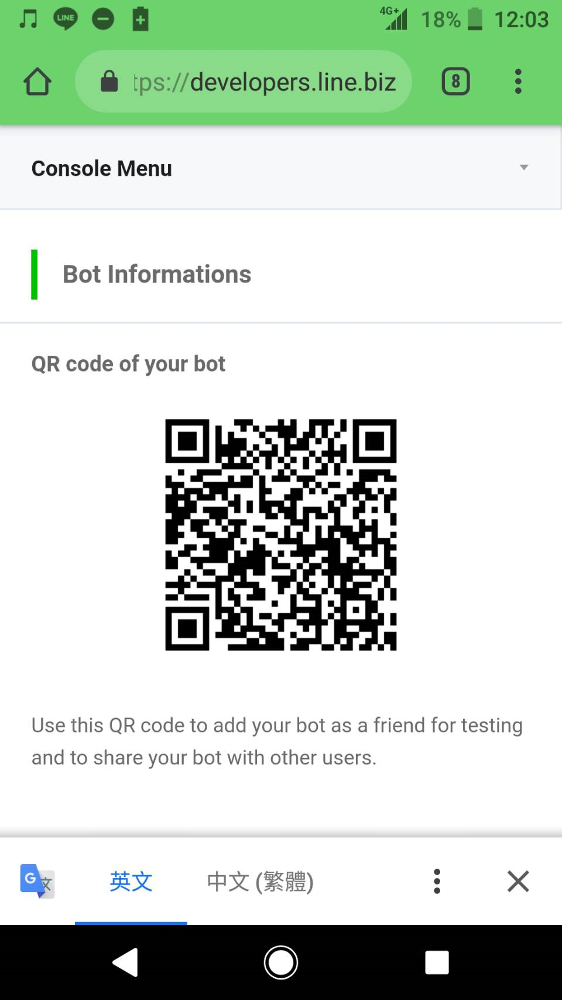 LINE
4G+
18%
12:03
tps://developers.line.biz
8
Console Menu
Bot Informations
QR code of your bot
Use this QR code to add your bot as a friend for testing
and to share your bot with other users.
G 文
英文
中文 (繁體)